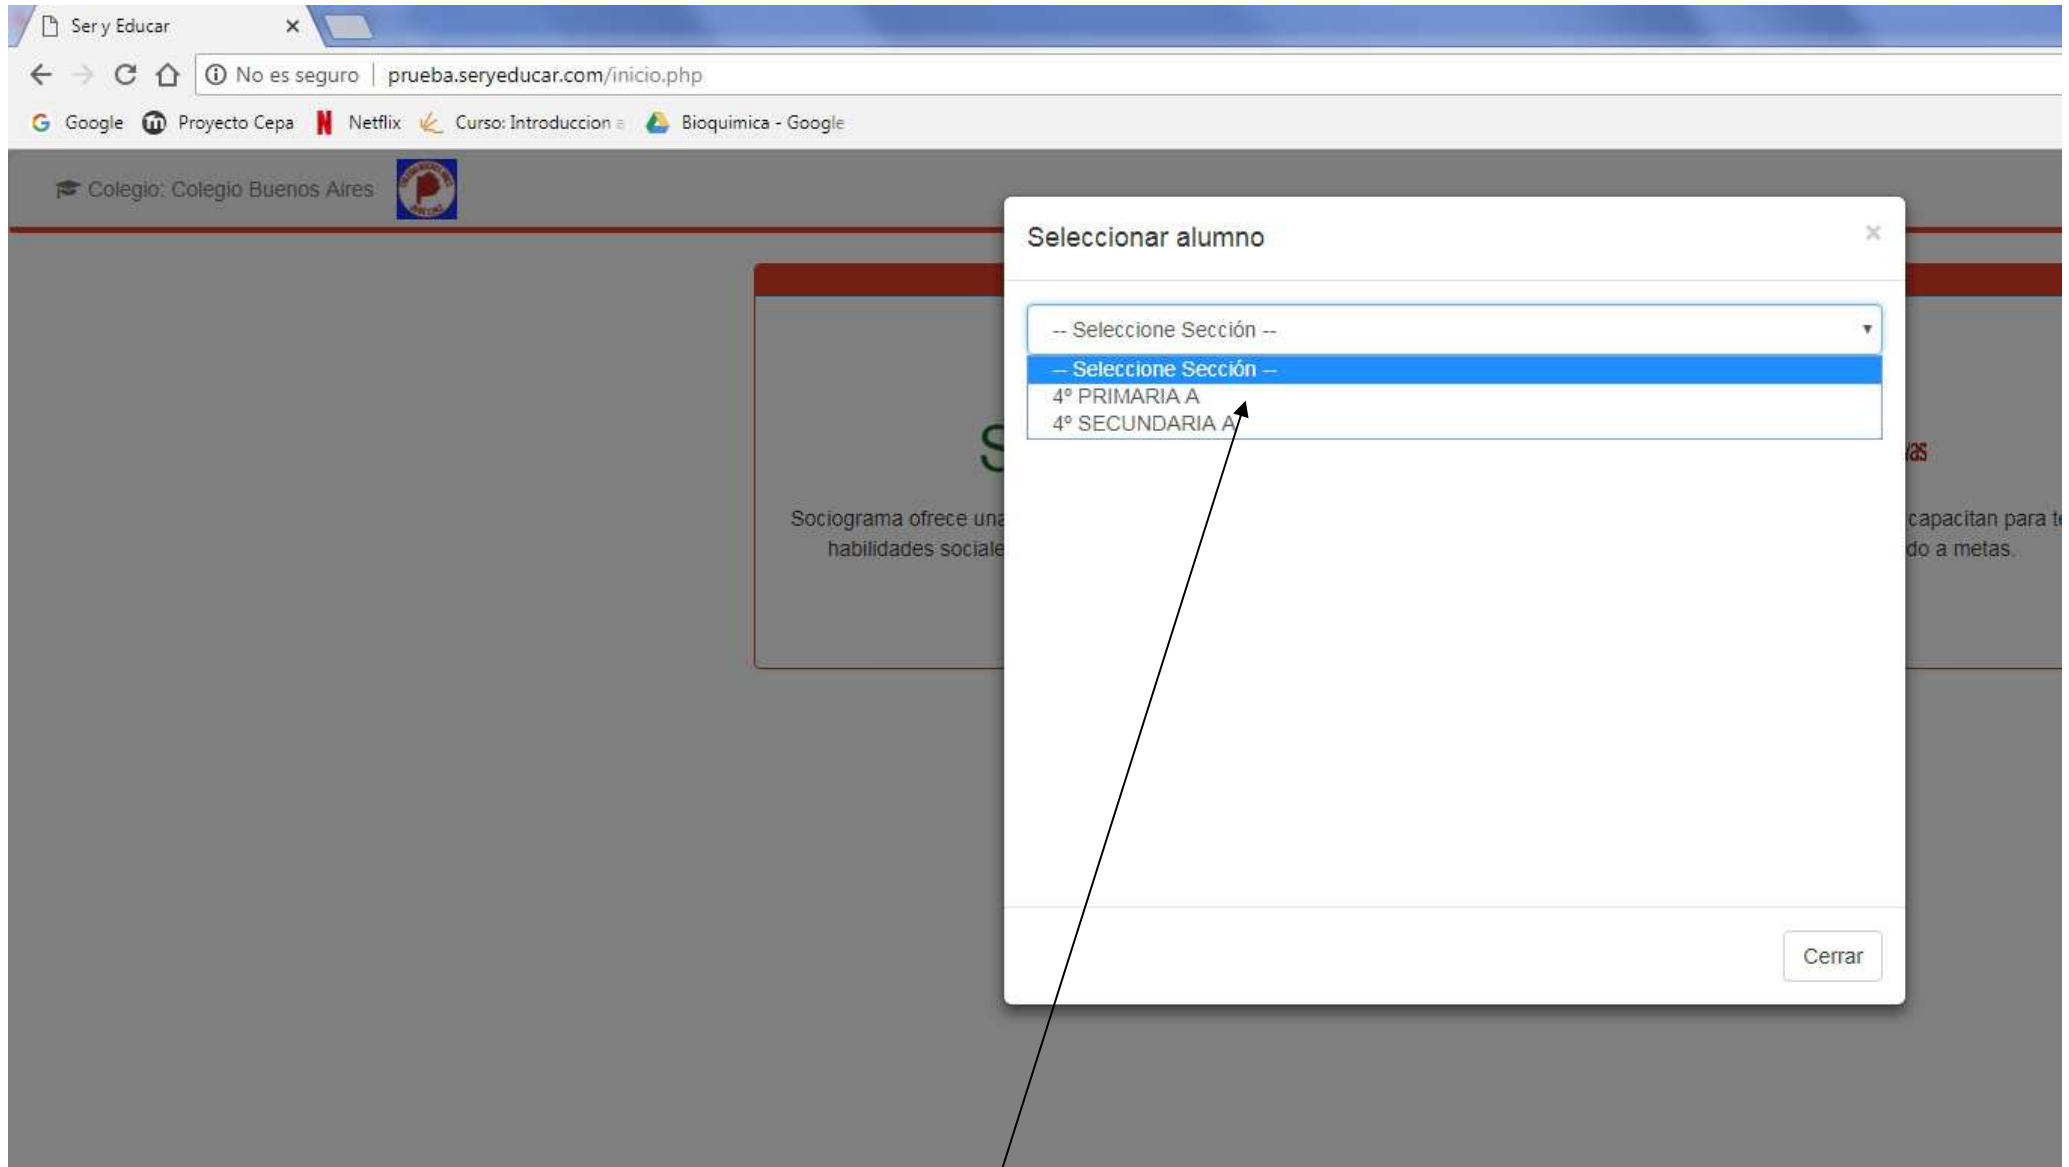 Ser y Educar
No es seguro | prueba.seryeducar.com/inicio.php
Google Proyecto Cepa Netflix Curso: Introduccion a Bioquimica - Google
Colegio: Colegio Buenos Aires
Seleccionar alumno ×
-- Seleccione Sección --
-- Seleccione Sección --
4º PRIMARIA A
4º SECUNDARIA A
S
vas
Sociograma ofrece una
capacitan para te
habilidades sociale
do a metas.
Cerrar